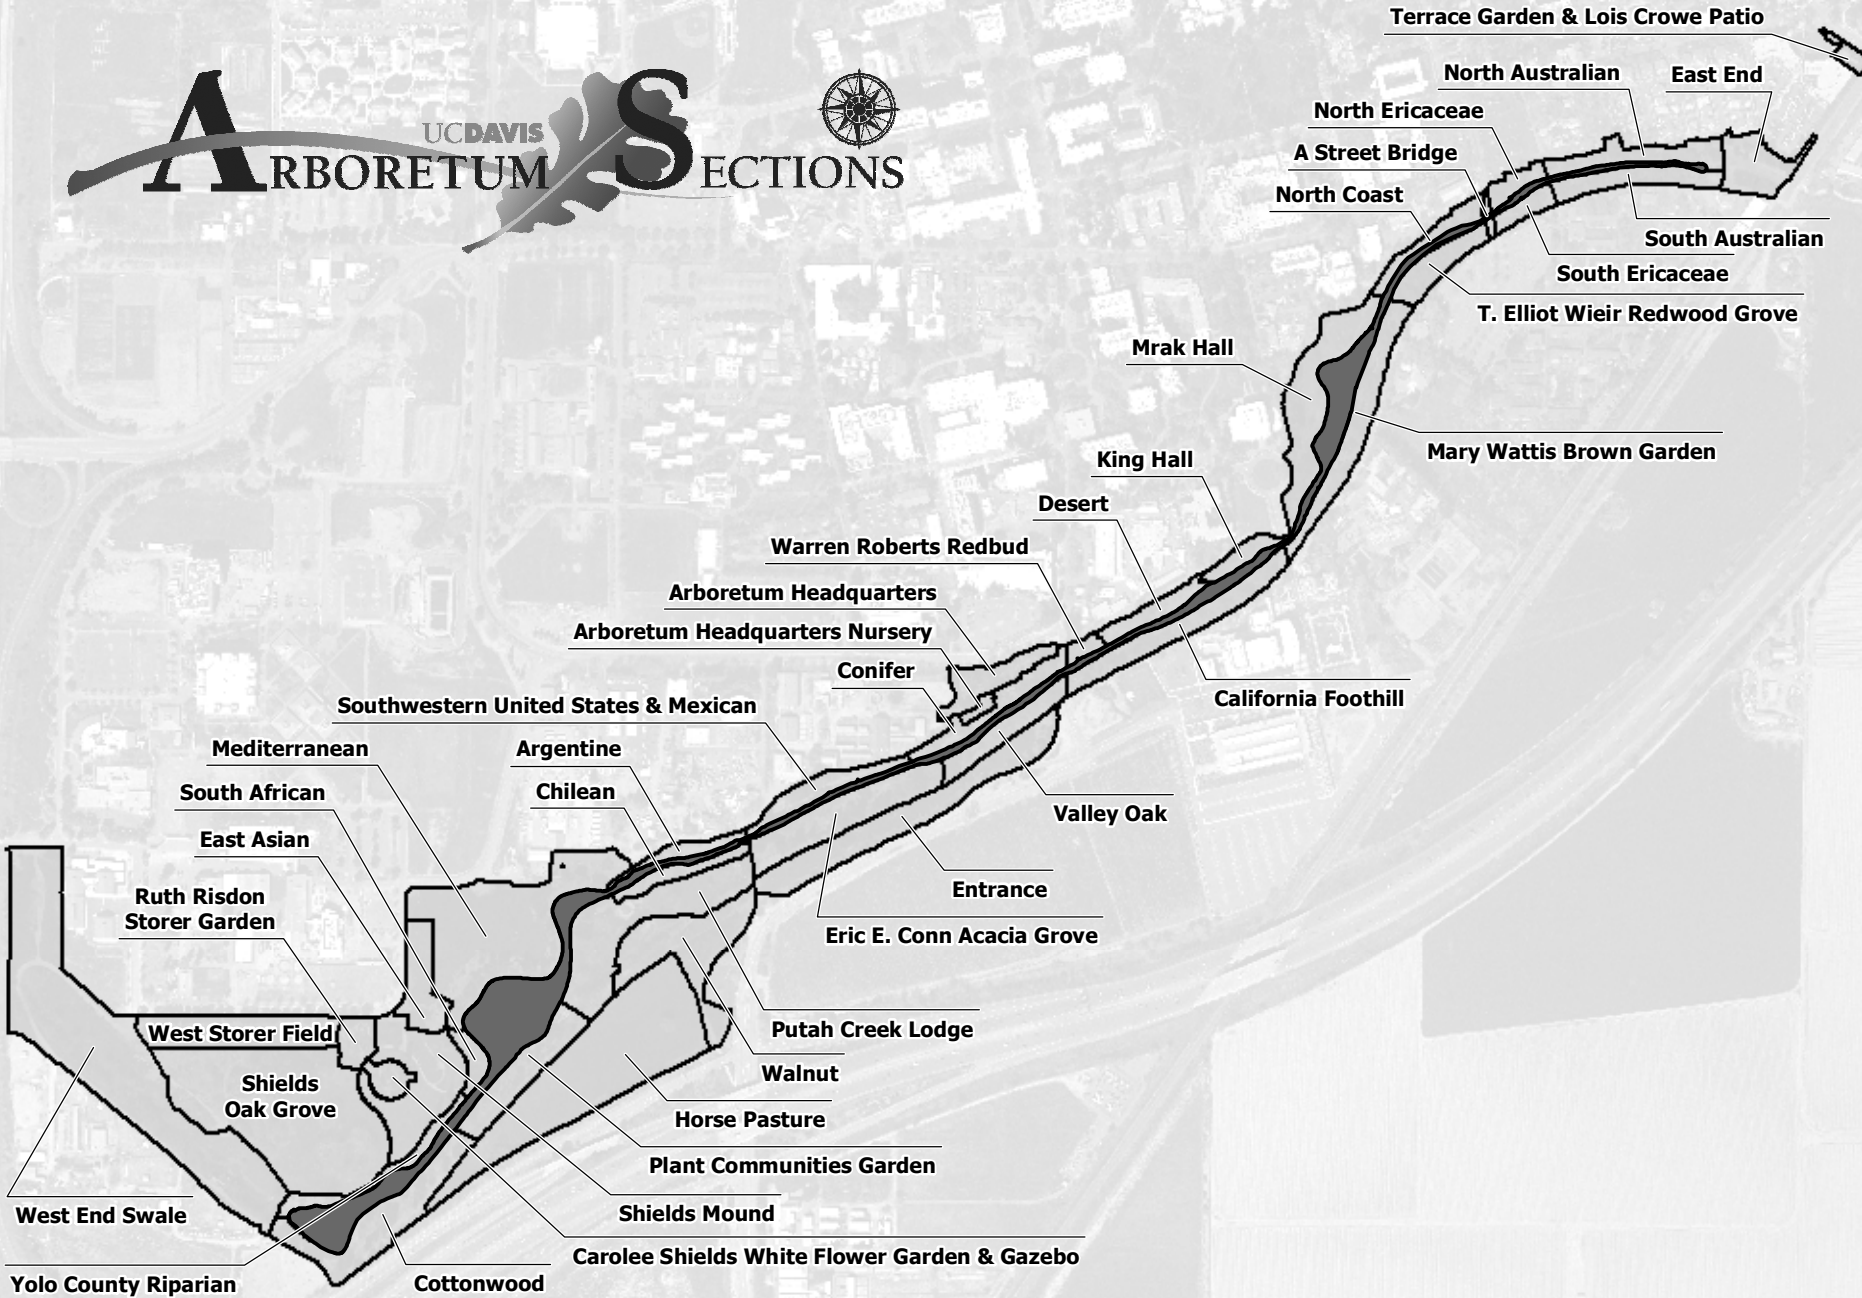 Terrace Garden & Lois Crowe Patio
North Australian
East End
UCDAVIS
ARBORETUM SECTIONS
North Ericaceae
A Street Bridge
North Coast
South Australian
South Ericaceae
T. Elliot Wieir Redwood Grove
Mrak Hall
Mary Wattis Brown Garden
King Hall
Desert
Warren Roberts Redbud
Arboretum Headquarters
Arboretum Headquarters Nursery
Conifer
California Foothill
Southwestern United States & Mexican
Mediterranean
Argentine
South African
Chilean
Valley Oak
East Asian
Entrance
Ruth Risdon
Storer Garden
Eric E. Conn Acacia Grove
West Storer Field
Putah Creek Lodge
Shields
Oak Grove
Walnut
Horse Pasture
Plant Communities Garden
West End Swale
Shields Mound
Carolee Shields White Flower Garden & Gazebo
Yolo County Riparian
Cottonwood